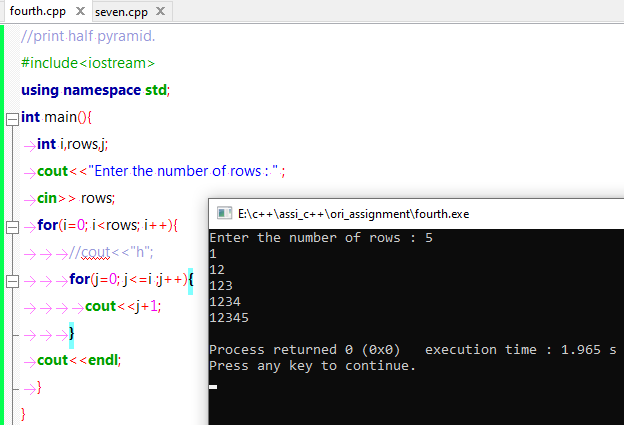 fourth.cpp seven.cpp
//print half pyramid.
#include<iostream>
using namespace std;
int main(){
int i,rows,j;
cout<<"Enter the number of rows : " ;
cin>> rows;
for(i=0; i<rows; i++){
//cout<<"h";
for(j=0; j<=i ;j++){
cout<<j+1;
}
cout<<endl;
}
}
E:\c++\assi_c++\ori_assignment\fourth.exe
Enter the number of rows : 5
1
12
123
1234
12345
Process returned 0 (0x0)   execution time : 1.965 s
Press any key to continue.